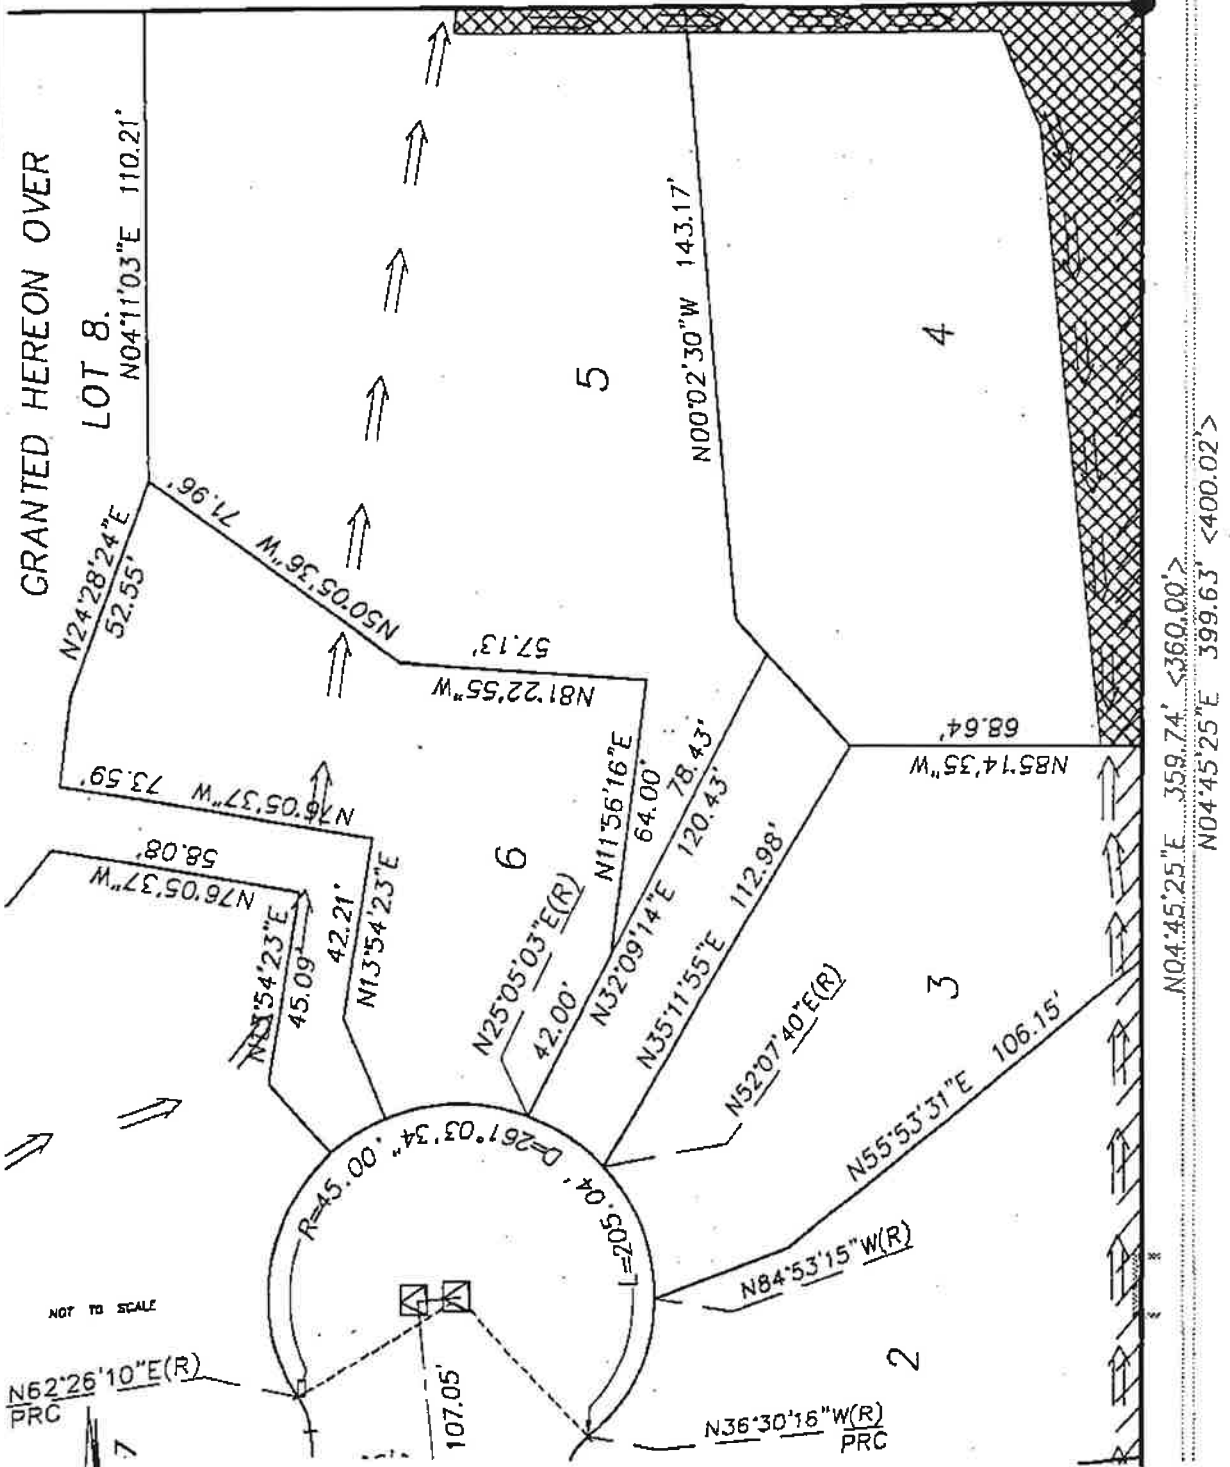 GRANTED HEREON OVER
LOT 8.
N04°11'03"E 110.21'
N24°28'24"E
52.55'
N50°05'36"W 71.96'
N00°02'30"W 143.17'
5
4
57.13'
N81°22'55"W
N76°05'37"W 73.59'
58.08'
N76°05'37"W
N13°54'23"E
45.09'
42.21'
N13°54'23"E
6
N11°56'16"E
64.00'
78.43'
N32°09'14"E 120.43'
42.00'
N25°05'03"E(R)
N35°11'55"E 112.98'
68.64'
N85°14'35"W
N52°07'40"E(R)
3
N55°53'31"E 106.15'
N04°45'25"E 359.74' <360.00'>
N04°45'25"E 399.63' <400.02'>
R=45.00' D=261°03'34"
L=205.04'
N84°53'15"W(R)
2
NOT TO SCALE
N62°26'10"E(R)
PRC
7
107.05'
N36°30'16"W(R)
PRC